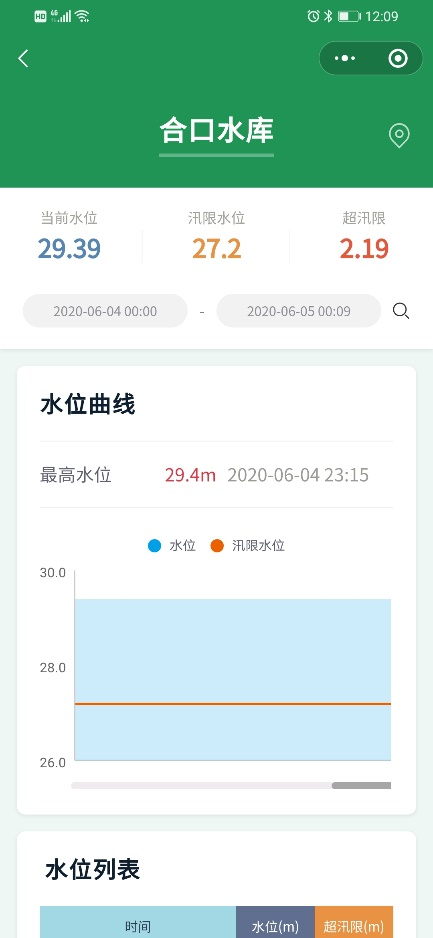 HD 4G 12:09
合口水库
当前水位 汛限水位 超汛限
29.39 27.2 2.19
2020-06-04 00:00 - 2020-06-05 00:09
水位曲线
最高水位 29.4m 2020-06-04 23:15
水位 汛限水位
30.0
28.0
26.0
水位列表
时间 水位(m) 超汛限(m)